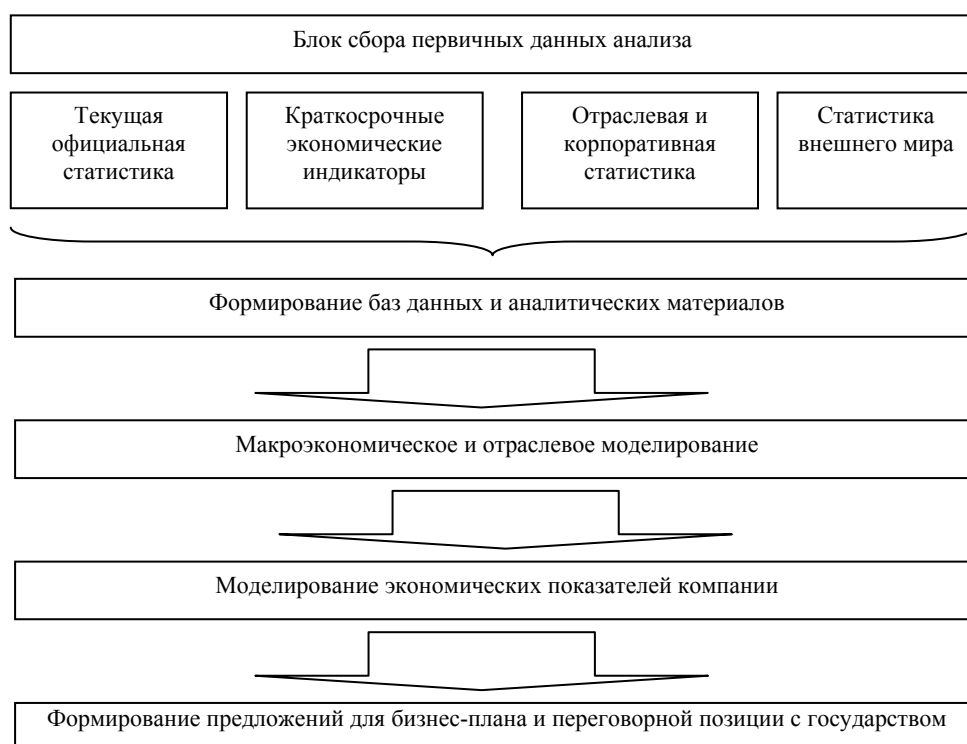 Блок сбора первичных данных анализа
Текущая
официальная
статистика
Краткосрочные
экономические
индикаторы
Отраслевая и
корпоративная
статистика
Статистика
внешнего мира
Формирование баз данных и аналитических материалов
Макроэкономическое и отраслевое моделирование
Моделирование экономических показателей компании
Формирование предложений для бизнес-плана и переговорной позиции с государством